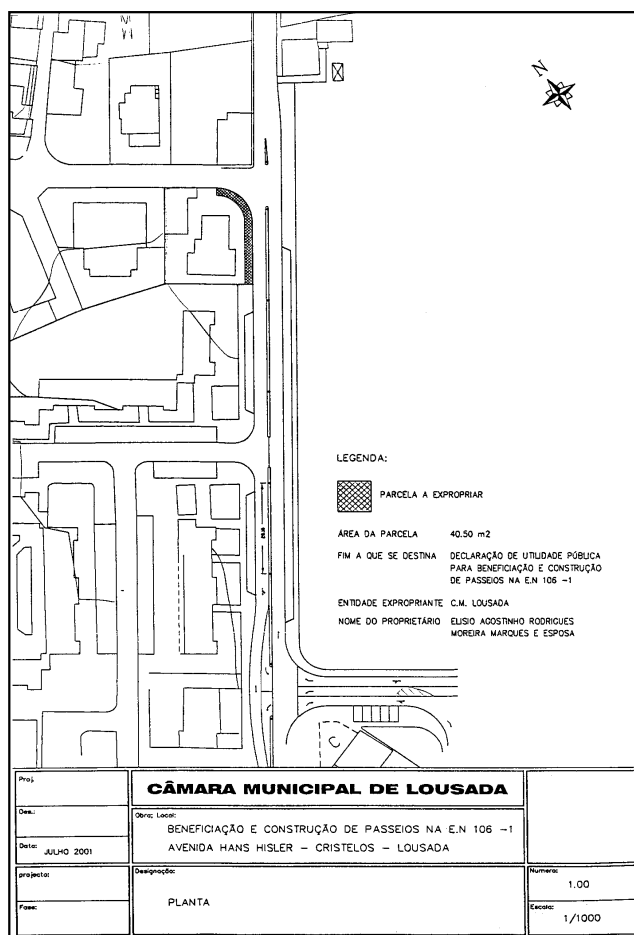 N
LEGENDA:
PARCELA A EXPROPRIAR
ÁREA DA PARCELA 40.50 m2
FIM A QUE SE DESTINA DECLARAÇÃO DE UTILIDADE PÚBLICA
PARA BENEFICIAÇÃO E CONSTRUÇÃO
DE PASSEIOS NA E.N 106 -1
ENTIDADE EXPROPRIANTE C.M. LOUSADA
NOME DO PROPRIETÁRIO ELISIO AGOSTINHO RODRIGUES
MOREIRA MARQUES E ESPOSA
C
Proj.
CÂMARA MUNICIPAL DE LOUSADA
Des.:
Obra; Local:
BENEFICIAÇÃO E CONSTRUÇÃO DE PASSEIOS NA E.N 106 -1
Data: JULHO 2001
AVENIDA HANS HISLER - CRISTELOS - LOUSADA
projecto:
Designação:
Numero:
1.00
PLANTA
Fase:
Escala:
1/1000